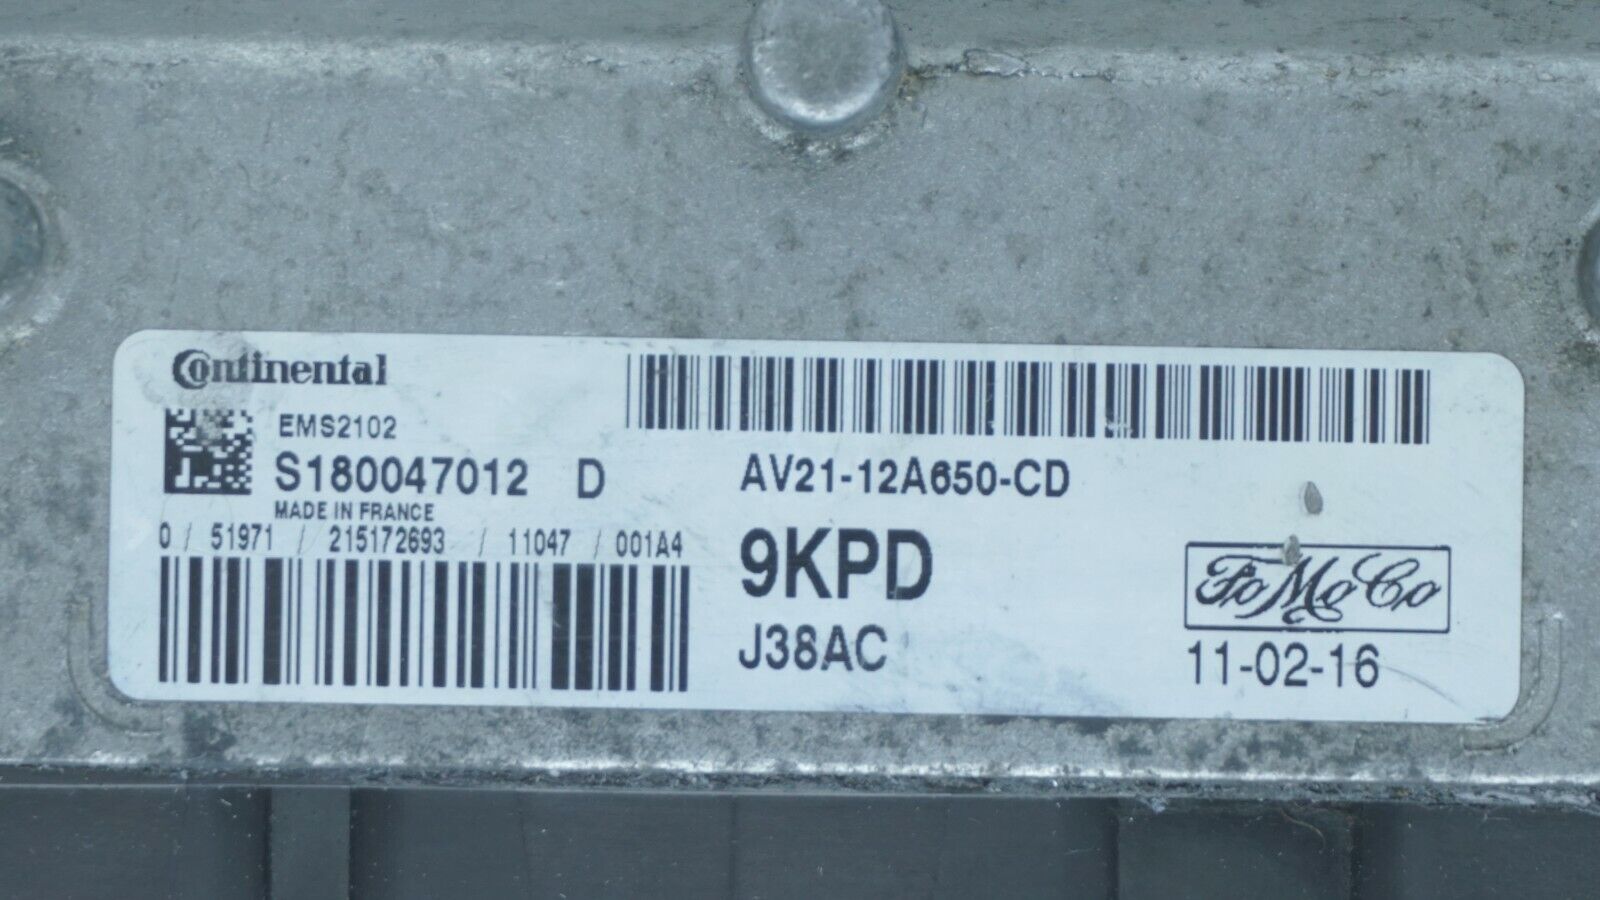 Continental
EMS2102
S180047012 D
MADE IN FRANCE
0 / 51971 / 215172693 / 11047 / 001A4
AV21-12A650-CD
9KPD
J38AC
FoMoCo
11-02-16